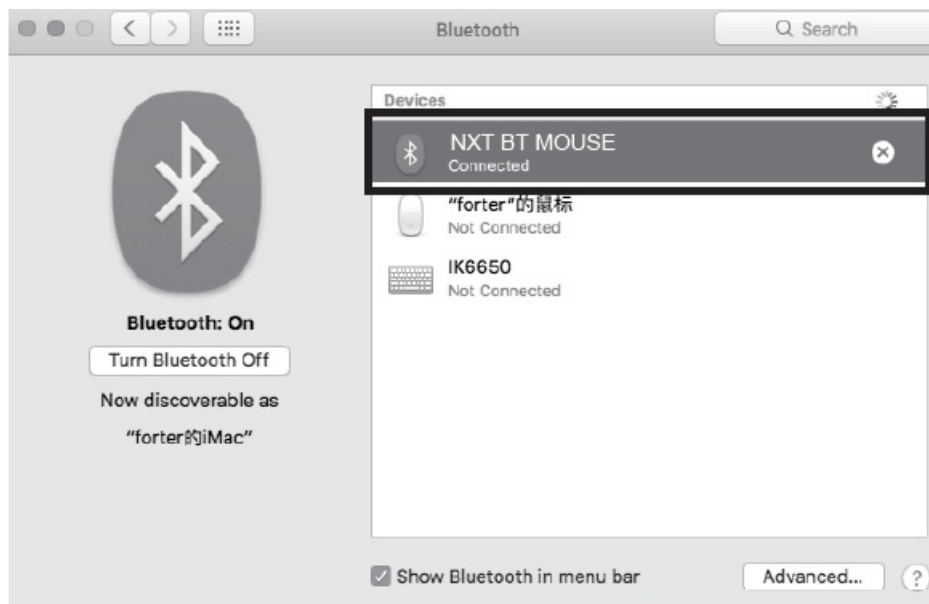 Bluetooth
Search
Devices
NXT BT MOUSE
Connected
“forter”的鼠标
Not Connected
IK6650
Not Connected
Bluetooth: On
Turn Bluetooth Off
Now discoverable as
“forter的iMac”
Show Bluetooth in menu bar
Advanced...
?